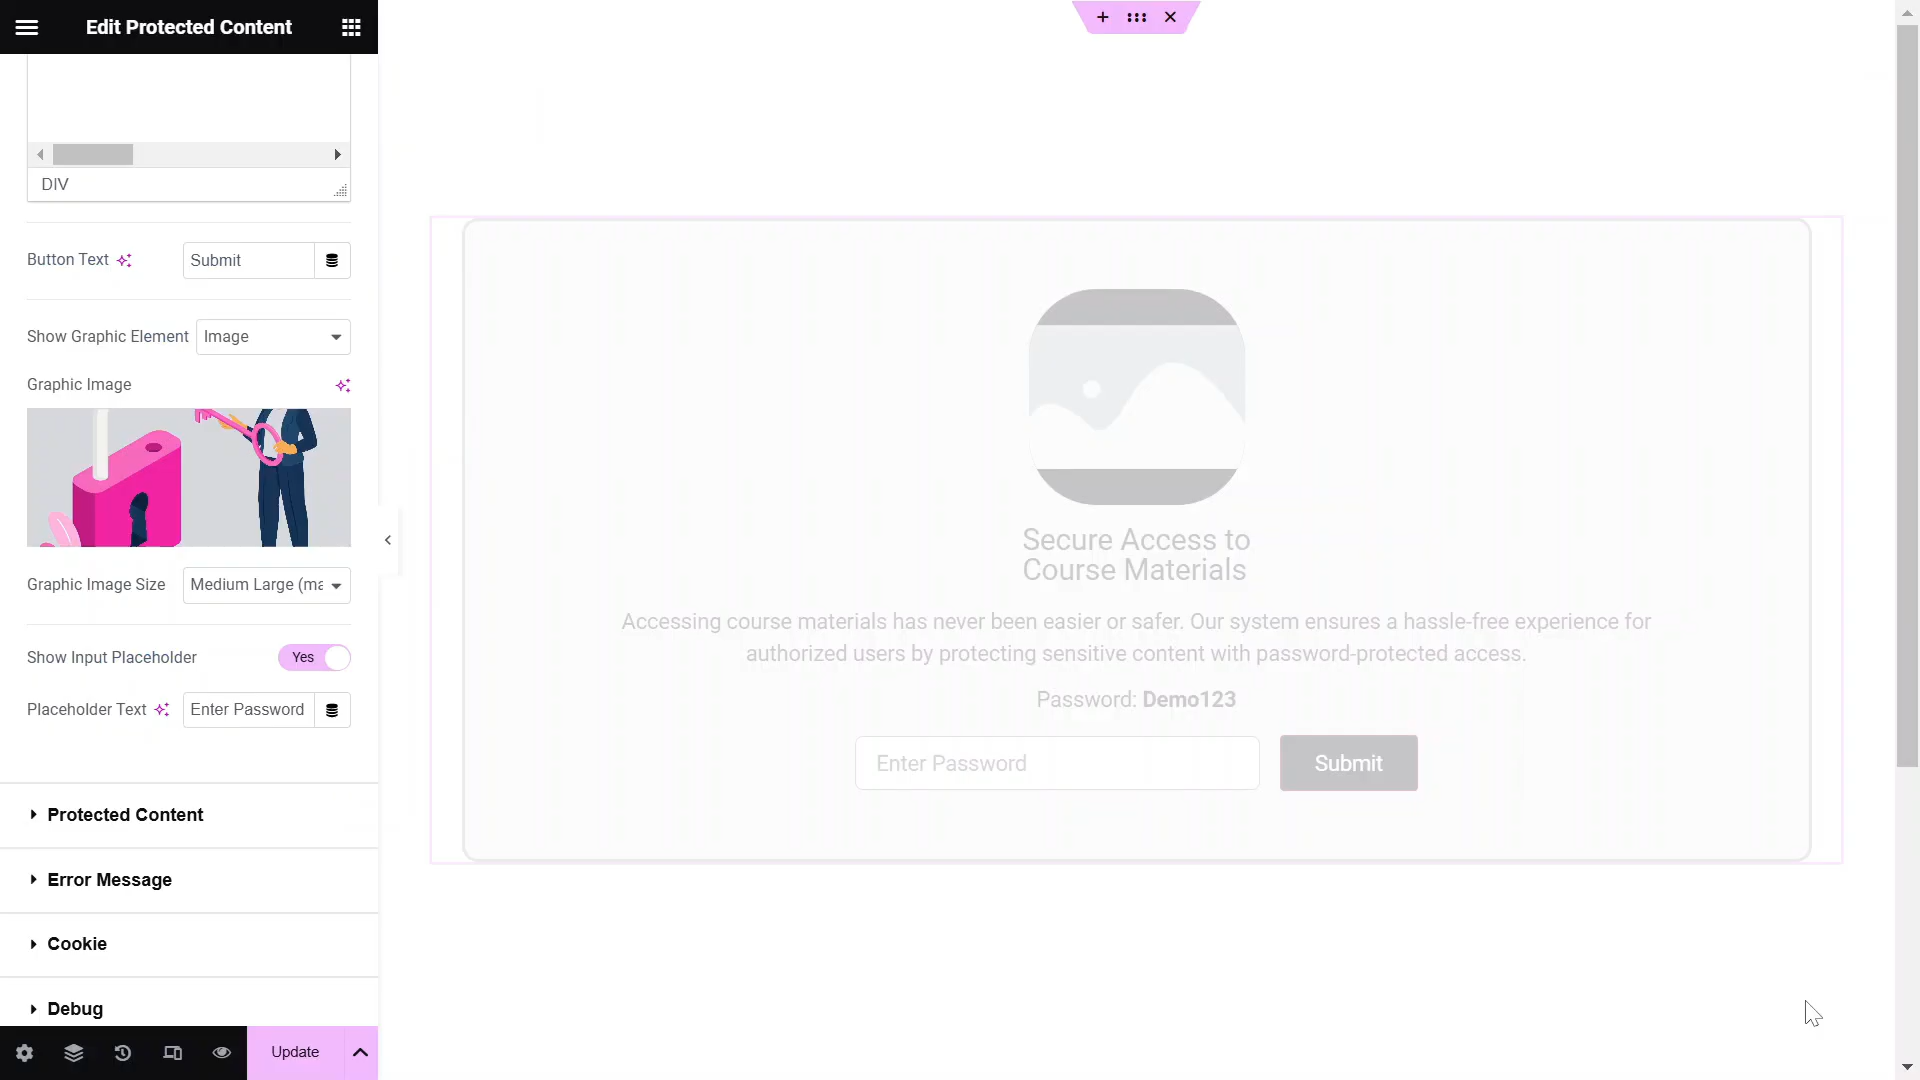 Edit Protected Content
DIV
Button Text
Submit
Show Graphic Element
Image
Graphic Image
Graphic Image Size
Medium Large (ma
Show Input Placeholder
Yes
Placeholder Text
Enter Password
Protected Content
Error Message
Cookie
Debug
Update
Secure Access to
Course Materials
Accessing course materials has never been easier or safer. Our system ensures a hassle-free experience for
authorized users by protecting sensitive content with password-protected access.
Password: Demo123
Enter Password
Submit